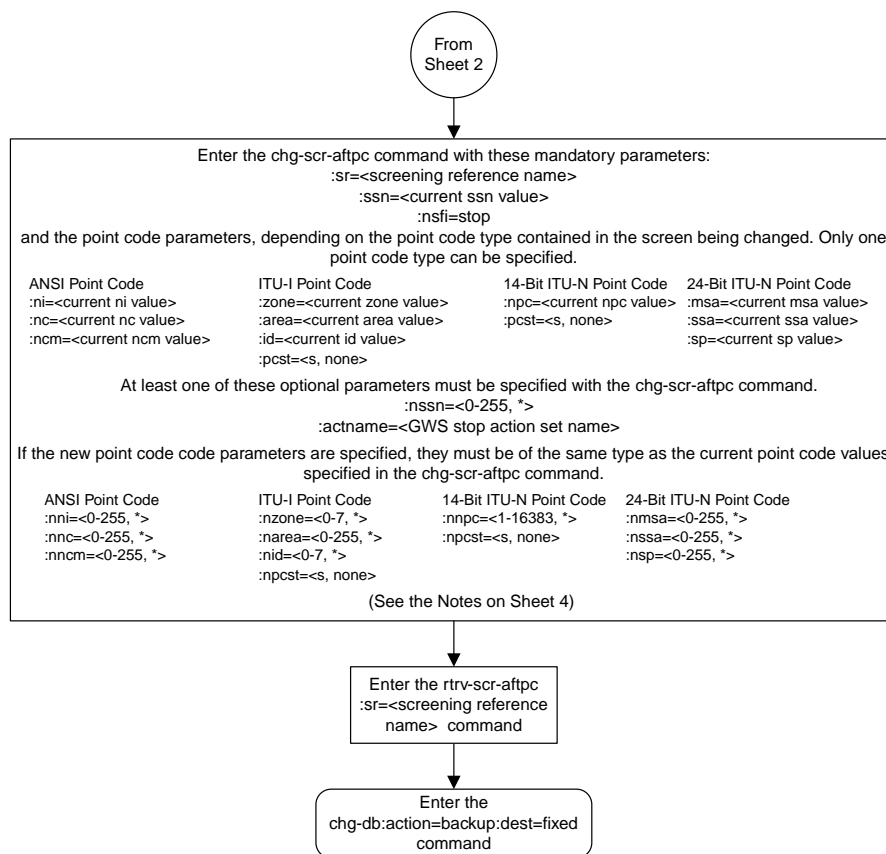 From
Sheet 2
Enter the chg-scr-aftpc command with these mandatory parameters:
:sr=<screening reference name>
:ssn=<current ssn value>
:nsfi=stop
and the point code parameters, depending on the point code type contained in the screen being changed. Only one
point code type can be specified.
ANSI Point Code
:ni=<current ni value>
:nc=<current nc value>
:ncm=<current ncm value>
ITU-I Point Code
:zone=<current zone value>
:area=<current area value>
:id=<current id value>
:pcst=<s, none>
14-Bit ITU-N Point Code
:npc=<current npc value>
:pcst=<s, none>
24-Bit ITU-N Point Code
:msa=<current msa value>
:ssa=<current ssa value>
:sp=<current sp value>
At least one of these optional parameters must be specified with the chg-scr-aftpc command.
:nssn=<0-255, *>
:actname=<GWS stop action set name>
If the new point code code parameters are specified, they must be of the same type as the current point code values
specified in the chg-scr-aftpc command.
ANSI Point Code
:nni=<0-255, *>
:nnc=<0-255, *>
:nncm=<0-255, *>
ITU-I Point Code
:nzone=<0-7, *>
:narea=<0-255, *>
:nid=<0-7, *>
:npcst=<s, none>
14-Bit ITU-N Point Code
:nnpc=<1-16383, *>
:npcst=<s, none>
24-Bit ITU-N Point Code
:nmsa=<0-255, *>
:nssa=<0-255, *>
:nsp=<0-255, *>
(See the Notes on Sheet 4)
Enter the rtrv-scr-aftpc
:sr=<screening reference
name> command
Enter the
chg-db:action=backup:dest=fixed
command